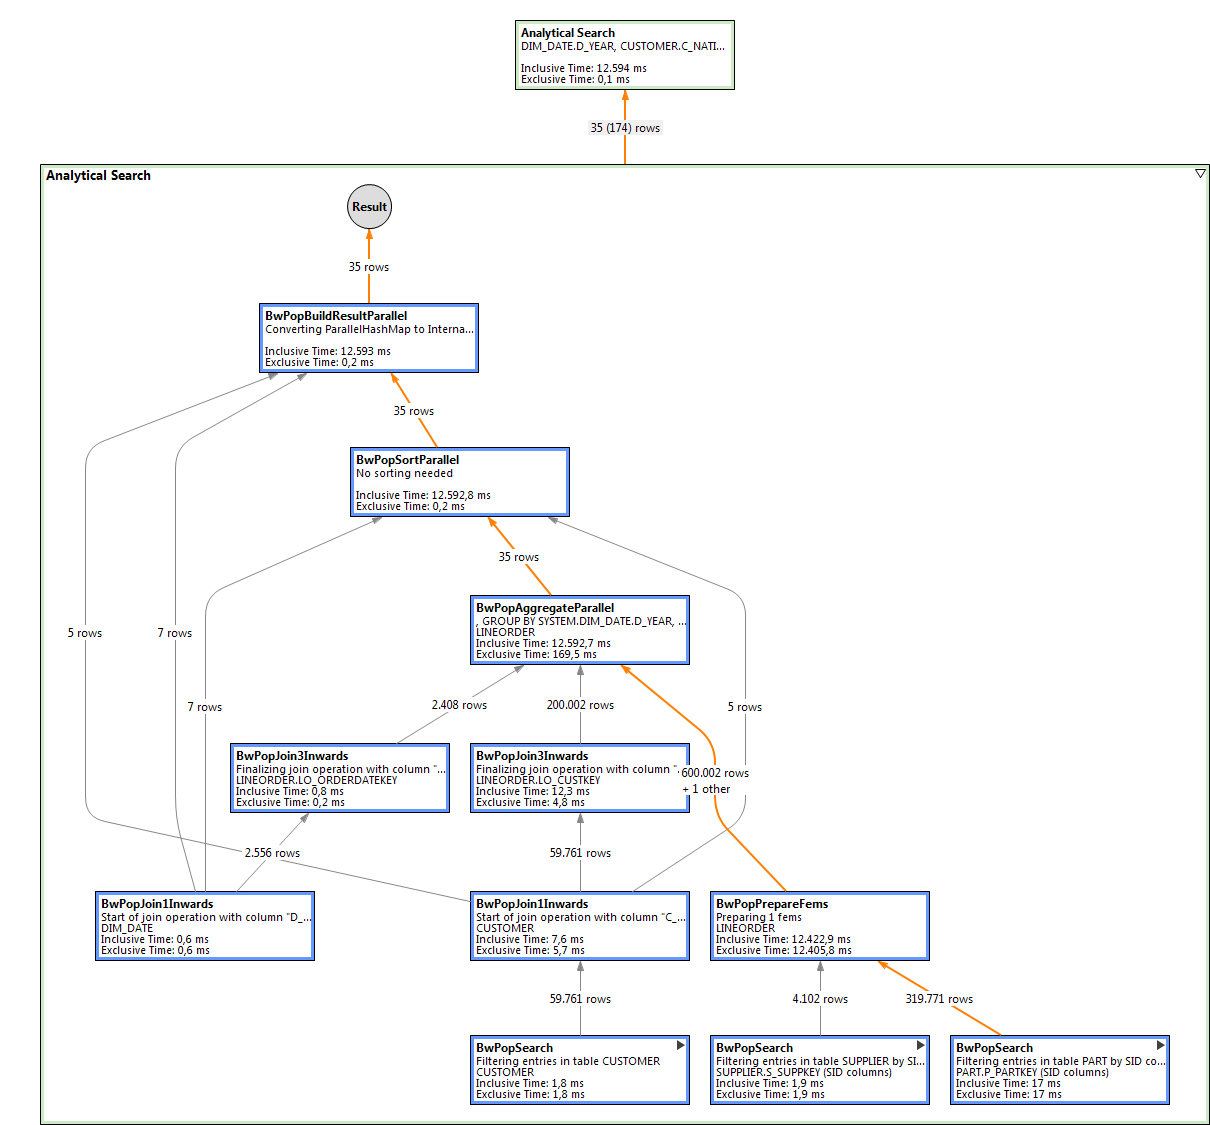 Analytical Search
DIM_DATE.D_YEAR, CUSTOMER.C_NATI...
Inclusive Time: 12.594 ms
Exclusive Time: 0,1 ms
35 (174) rows
Analytical Search
Result
35 rows
BwPopBuildResultParallel
Converting ParallelHashMap to Interna...
Inclusive Time: 12.593 ms
Exclusive Time: 0,2 ms
35 rows
BwPopSortParallel
No sorting needed
Inclusive Time: 12.592,8 ms
Exclusive Time: 0,2 ms
35 rows
BwPopAggregateParallel
, GROUP BY SYSTEM.DIM_DATE.D_YEAR, ...
LINEORDER
Inclusive Time: 12.592,7 ms
Exclusive Time: 169,5 ms
5 rows
7 rows
7 rows
2.408 rows
200.002 rows
5 rows
BwPopJoin3Inwards
Finalizing join operation with column "...
LINEORDER.LO_ORDERDATEKEY
Inclusive Time: 0,8 ms
Exclusive Time: 0,2 ms
BwPopJoin3Inwards
Finalizing join operation with column "...
LINEORDER.LO_CUSTKEY
Inclusive Time: 12,3 ms
Exclusive Time: 4,8 ms
600.002 rows
+ 1 other
2.556 rows
59.761 rows
BwPopJoin1Inwards
Start of join operation with column "D_...
DIM_DATE
Inclusive Time: 0,6 ms
Exclusive Time: 0,6 ms
BwPopJoin1Inwards
Start of join operation with column "C_...
CUSTOMER
Inclusive Time: 7,6 ms
Exclusive Time: 5,7 ms
BwPopPrepareFems
Preparing 1 fems
LINEORDER
Inclusive Time: 12.422,9 ms
Exclusive Time: 12.405,8 ms
59.761 rows
4.102 rows
319.771 rows
BwPopSearch
Filtering entries in table CUSTOMER
CUSTOMER
Inclusive Time: 1,8 ms
Exclusive Time: 1,8 ms
BwPopSearch
Filtering entries in table SUPPLIER by SI...
SUPPLIER.S_SUPPKEY (SID columns)
Inclusive Time: 1,9 ms
Exclusive Time: 1,9 ms
BwPopSearch
Filtering entries in table PART by SID co...
PART.P_PARTKEY (SID columns)
Inclusive Time: 17 ms
Exclusive Time: 17 ms